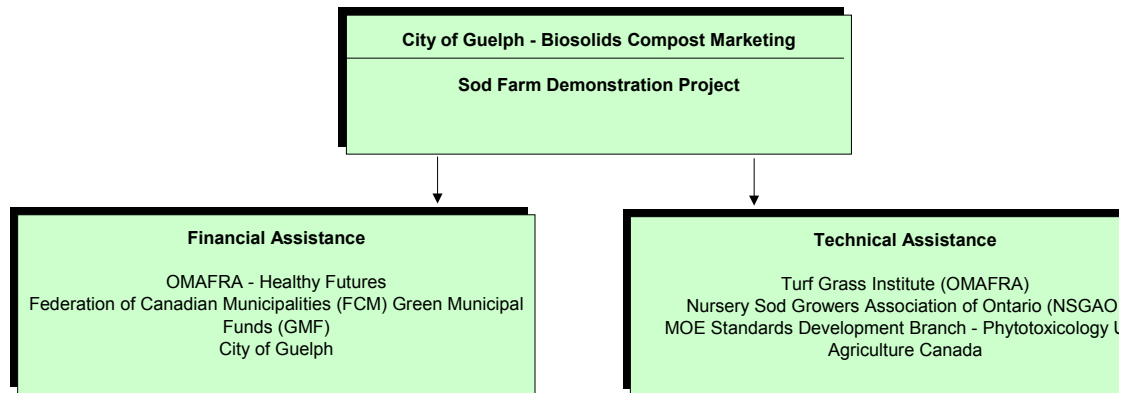 City of Guelph - Biosolids Compost Marketing
Sod Farm Demonstration Project
Financial Assistance
OMAFRA - Healthy Futures
Federation of Canadian Municipalities (FCM) Green Municipal
Funds (GMF)
City of Guelph
Technical Assistance
Turf Grass Institute (OMAFRA)
Nursery Sod Growers Association of Ontario (NSGAO
MOE Standards Development Branch - Phytotoxicology
Agriculture Canada